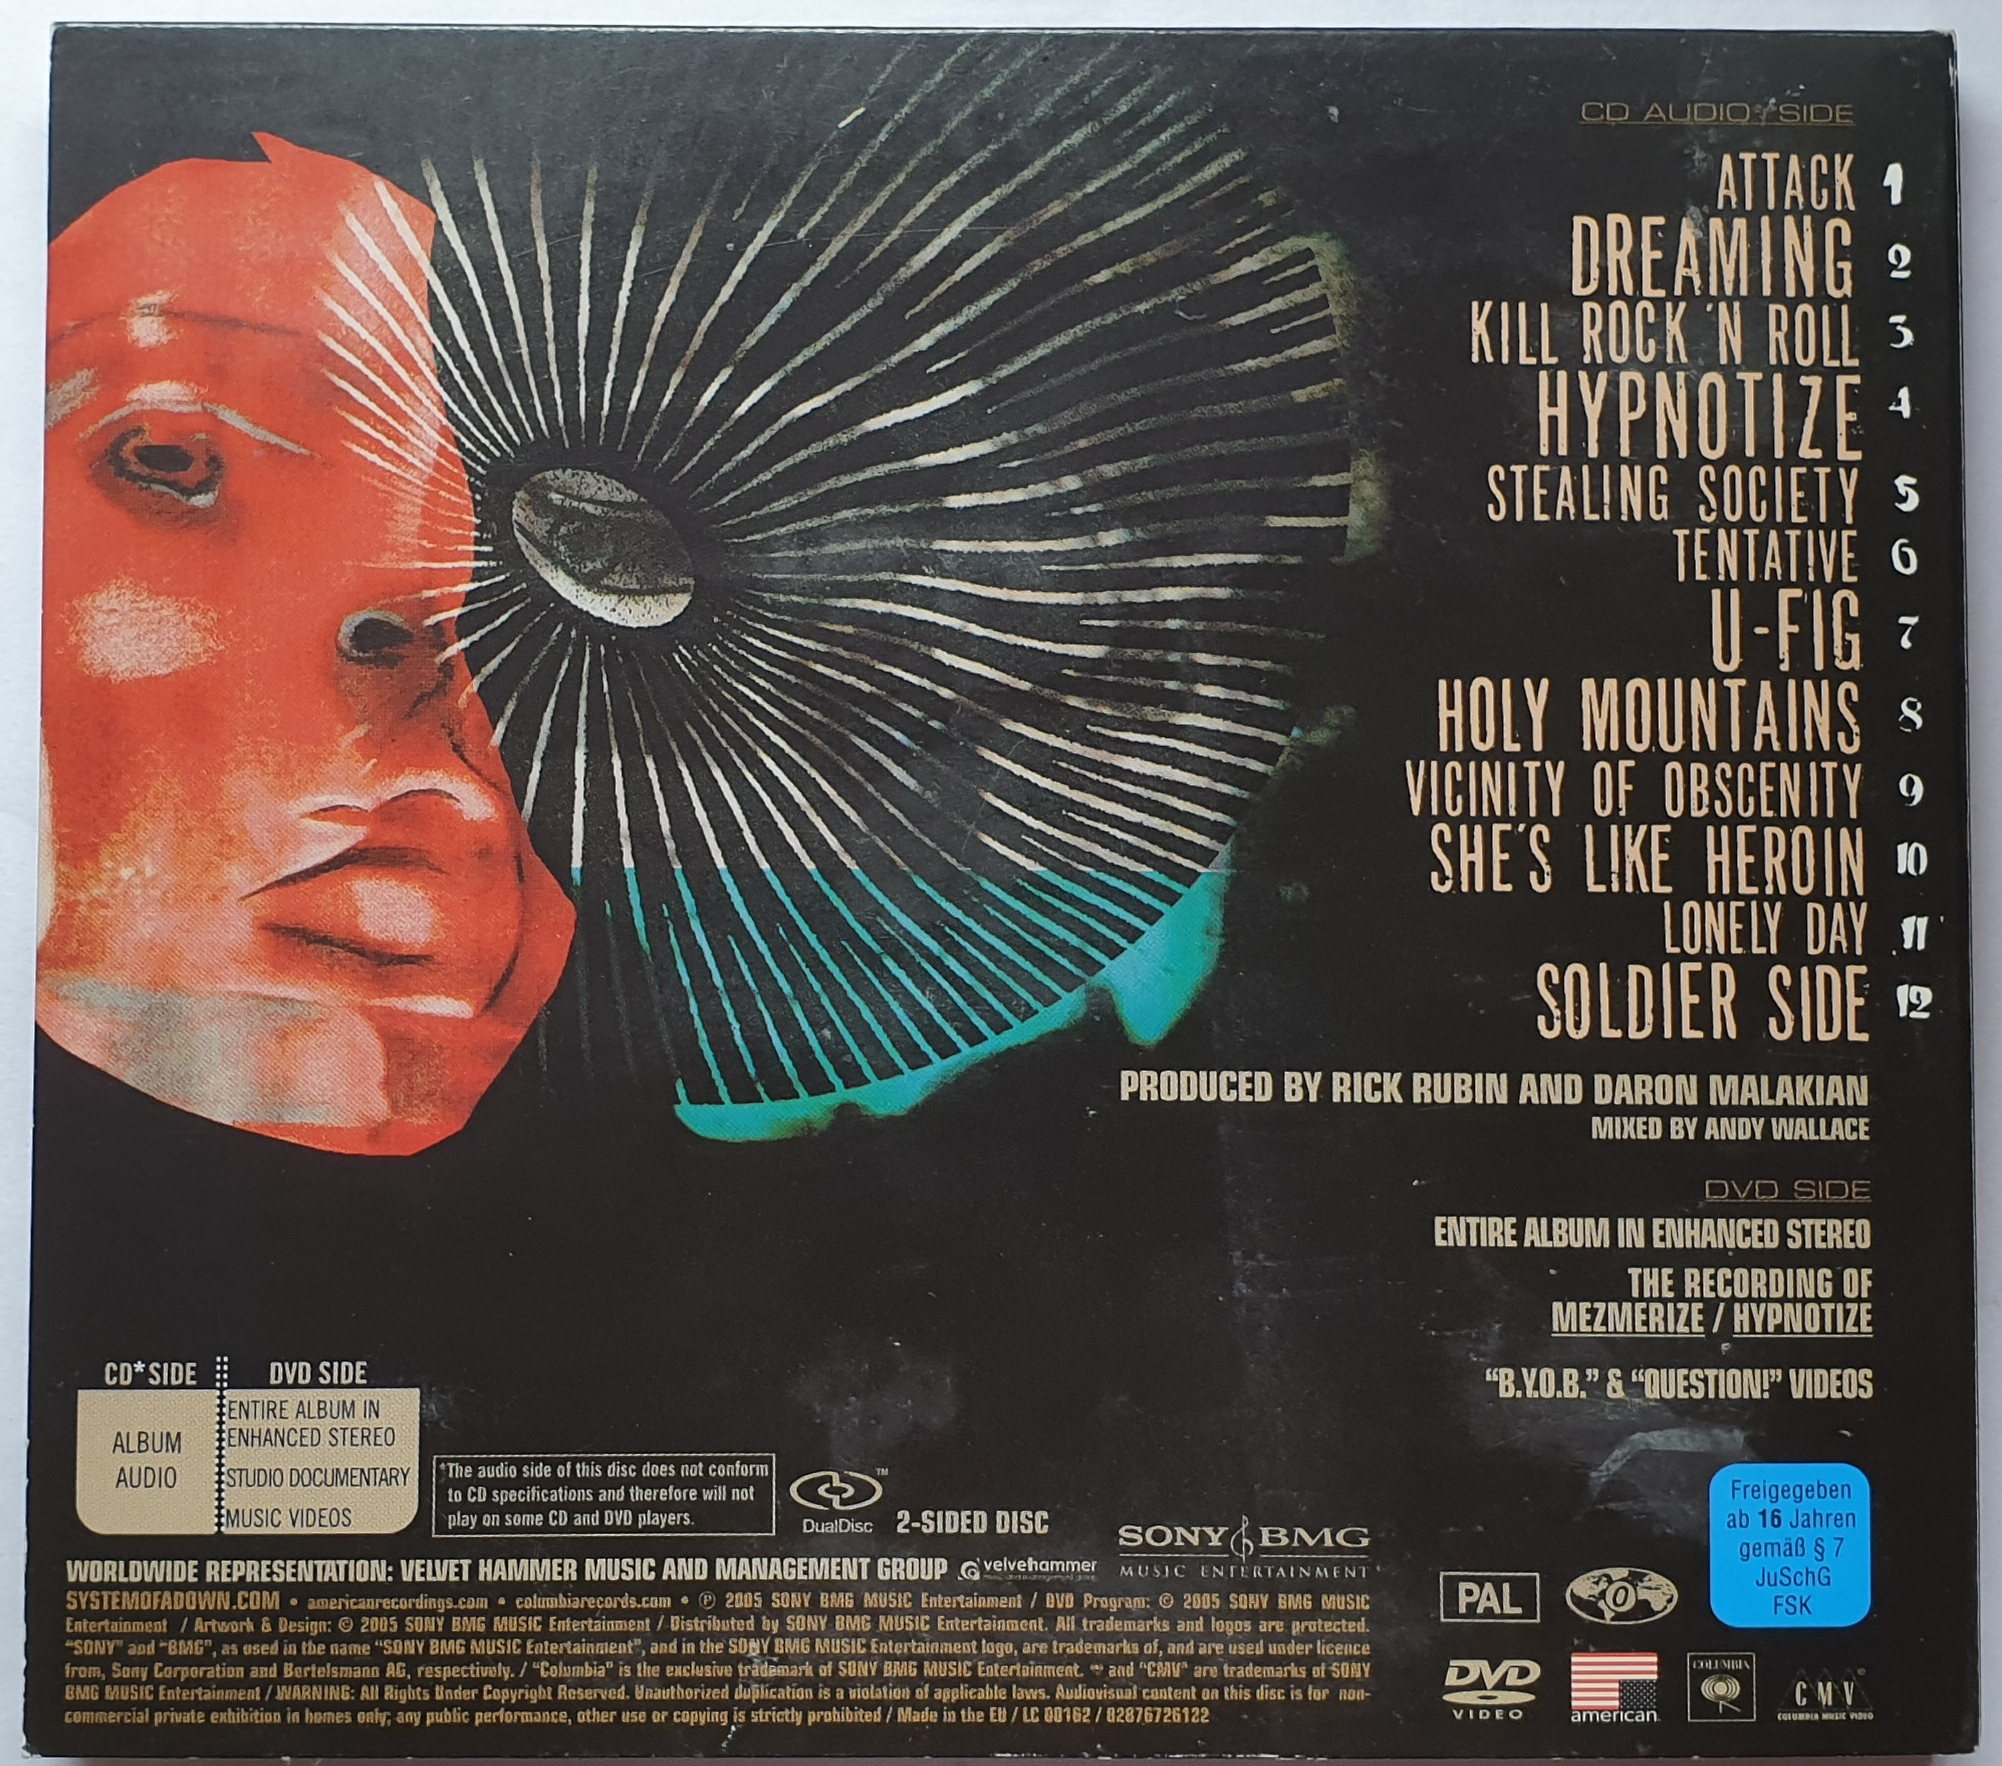 CD AUDIO SIDE
ATTACK 1
DREAMING 2
KILL ROCK 'N ROLL 3
HYPNOTIZE 4
STEALING SOCIETY 5
TENTATIVE 6
U-FIG 7
HOLY MOUNTAINS 8
VICINITY OF OBSCENITY 9
SHE'S LIKE HEROIN 10
LONELY DAY 11
SOLDIER SIDE 12
PRODUCED BY RICK RUBIN AND DARON MALAKIAN
MIXED BY ANDY WALLACE
DVD SIDE
ENTIRE ALBUM IN ENHANCED STEREO
THE RECORDING OF
MEZMERIZE / HYPNOTIZE
"B.Y.O.B." & "QUESTION!" VIDEOS
CD* SIDE
ALBUM
AUDIO
DVD SIDE
ENTIRE ALBUM IN
ENHANCED STEREO
STUDIO DOCUMENTARY
MUSIC VIDEOS
*The audio side of this disc does not conform
to CD specifications and therefore will not
play on some CD and DVD players.
DualDisc
TM
2-SIDED DISC
SONY BMG
MUSIC ENTERTAINMENT
WORLDWIDE REPRESENTATION: VELVET HAMMER MUSIC AND MANAGEMENT GROUP
velvethammer
SYSTEMOFADOWN.COM • americanrecordings.com • columbiarecords.com • ℗ 2005 SONY BMG MUSIC Entertainment / DVD Program: © 2005 SONY BMG MUSIC
Entertainment / Artwork & Design: © 2005 SONY BMG MUSIC Entertainment / Distributed by SONY BMG MUSIC Entertainment. All trademarks and logos are protected.
"SONY" and "BMG", as used in the name "SONY BMG MUSIC Entertainment", and in the SONY BMG MUSIC Entertainment logo, are trademarks of, and are used under licence
from, Sony Corporation and Bertelsmann AG, respectively. / "Columbia" is the exclusive trademark of SONY BMG MUSIC Entertainment. and "CMV" are trademarks of SONY
BMG MUSIC Entertainment / WARNING: All Rights Under Copyright Reserved. Unauthorized duplication is a violation of applicable laws. Audiovisual content on this disc is for non-
commercial private exhibition in homes only; any public performance, other use or copying is strictly prohibited / Made in the EU / LC 00162 / 82876726122
PAL
0
Freigegeben
ab 16 Jahren
gemäß § 7
JuSchG
FSK
DVD
VIDEO
american
COLUMBIA
CMV
COLUMBIA MUSIC VIDEO